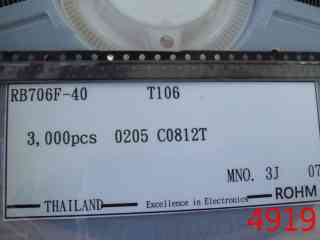 RB706F-40 T106
3,000pcs 0205 C0812T
MNO. 3J 07
THAILAND Excellence in Electronics ROHM
4919